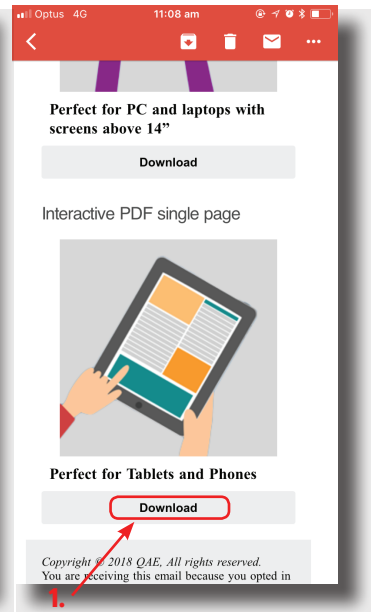 Optus 4G 11:08 am
Perfect for PC and laptops with
screens above 14”
Download
Interactive PDF single page
Perfect for Tablets and Phones
Download
Copyright © 2018 QAE, All rights reserved.
You are receiving this email because you opted in
1.